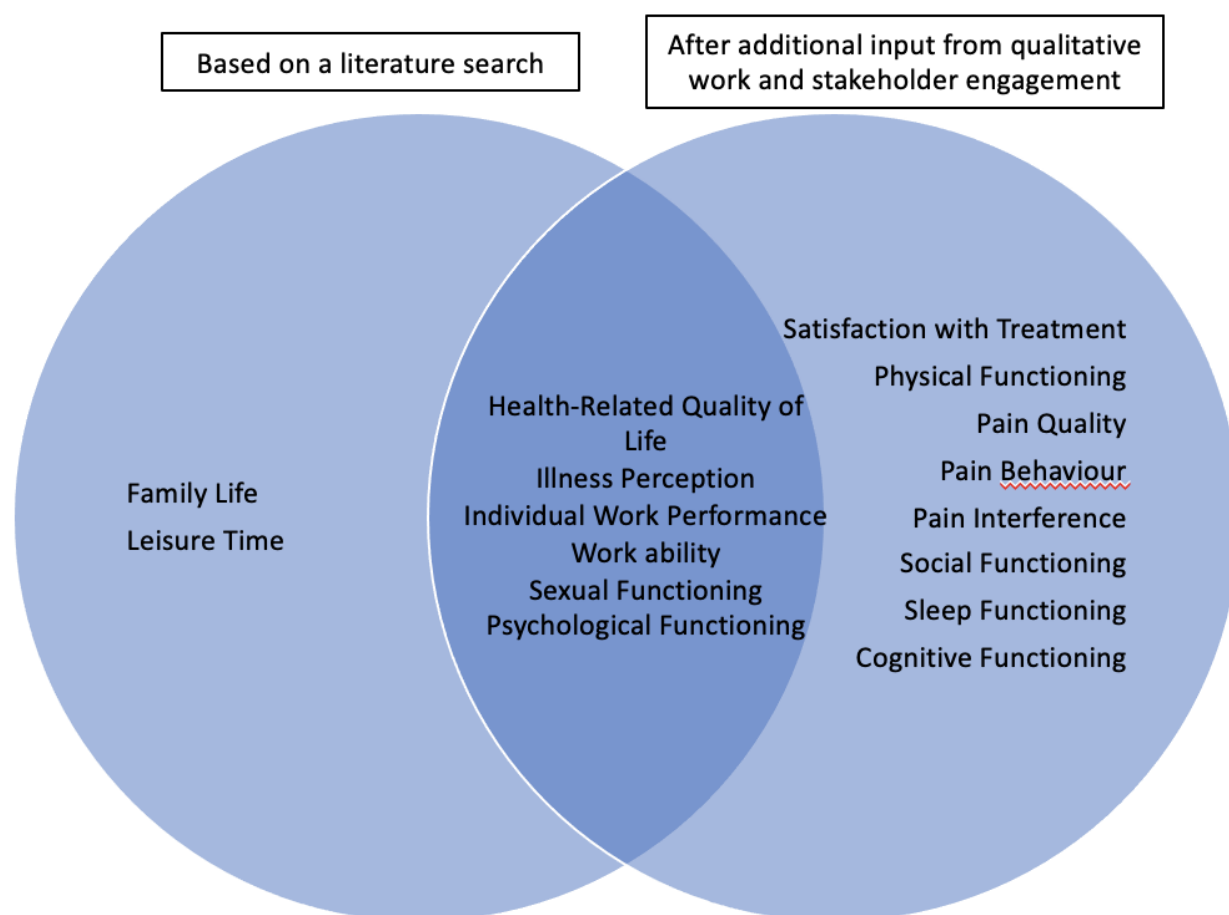 Based on a literature search
After additional input from qualitative
work and stakeholder engagement
Family Life
Leisure Time
Health-Related Quality of
Life
Illness Perception
Individual Work Performance
Work ability
Sexual Functioning
Psychological Functioning
Satisfaction with Treatment
Physical Functioning
Pain Quality
Pain Behaviour
Pain Interference
Social Functioning
Sleep Functioning
Cognitive Functioning